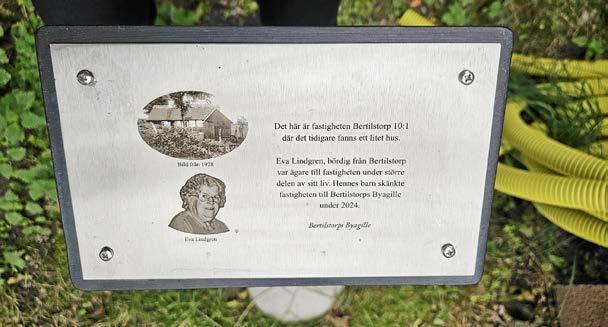 Det här är fastigheten Bertilstorp 10:1
där det tidigare fanns ett litet hus.
Eva Lindgren, bördig från Bertilstorp
var ägare till fastigheten under större
delen av sitt liv. Hennes barn skänkte
fastigheten till Bertilstorps Byagille
under 2024.
Bertilstorps Byagille
Bild från 1928
Eva Lindgren